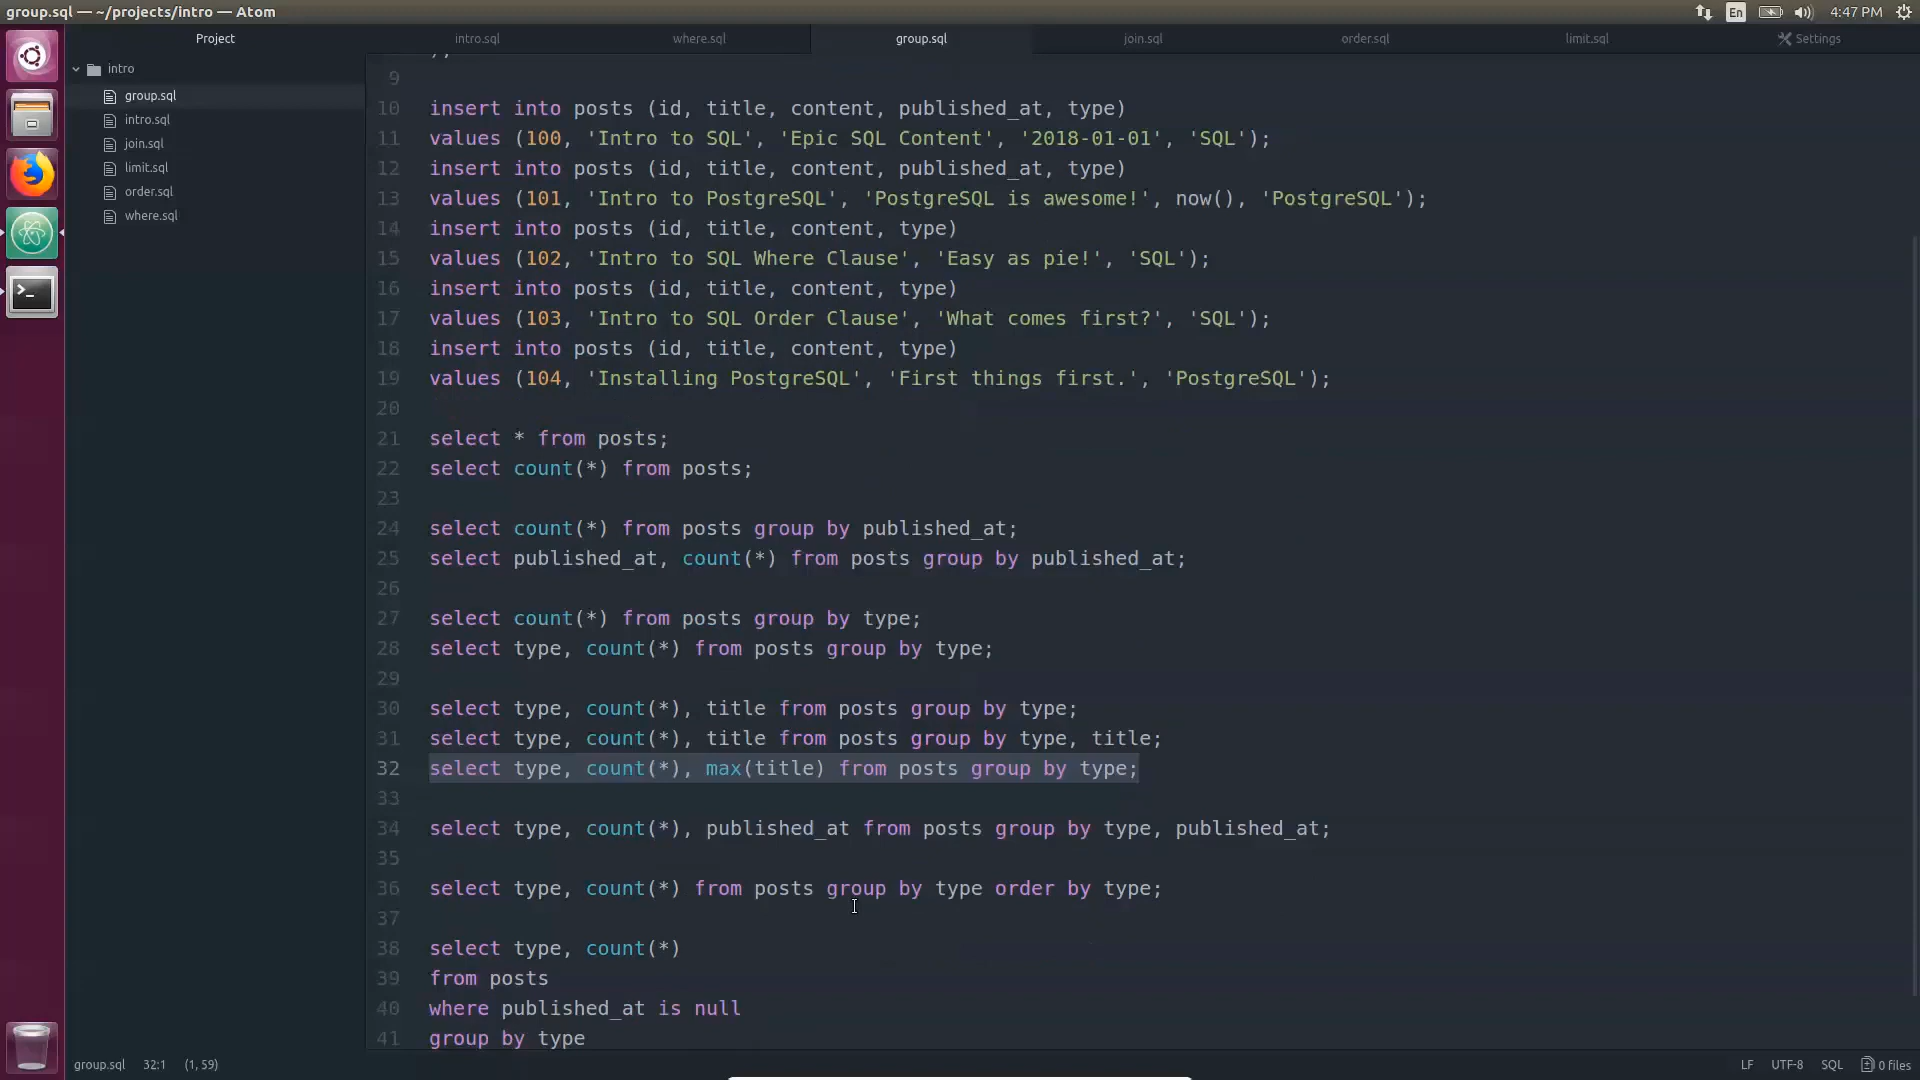 group.sql — ~/projects/intro — Atom
En
4:47 PM
Project
intro.sql
where.sql
group.sql
join.sql
order.sql
limit.sql
Settings
intro
group.sql
intro.sql
join.sql
limit.sql
order.sql
where.sql
9
10 insert into posts (id, title, content, published_at, type)
11 values (100, 'Intro to SQL', 'Epic SQL Content', '2018-01-01', 'SQL');
12 insert into posts (id, title, content, published_at, type)
13 values (101, 'Intro to PostgreSQL', 'PostgreSQL is awesome!', now(), 'PostgreSQL');
14 insert into posts (id, title, content, type)
15 values (102, 'Intro to SQL Where Clause', 'Easy as pie!', 'SQL');
16 insert into posts (id, title, content, type)
17 values (103, 'Intro to SQL Order Clause', 'What comes first?', 'SQL');
18 insert into posts (id, title, content, type)
19 values (104, 'Installing PostgreSQL', 'First things first.', 'PostgreSQL');
20
21 select * from posts;
22 select count(*) from posts;
23
24 select count(*) from posts group by published_at;
25 select published_at, count(*) from posts group by published_at;
26
27 select count(*) from posts group by type;
28 select type, count(*) from posts group by type;
29
30 select type, count(*), title from posts group by type;
31 select type, count(*), title from posts group by type, title;
32 select type, count(*), max(title) from posts group by type;
33
34 select type, count(*), published_at from posts group by type, published_at;
35
36 select type, count(*) from posts group by type order by type;
37
38 select type, count(*)
39 from posts
40 where published_at is null
41 group by type
group.sql 32:1 (1, 59)
LF UTF-8 SQL 0 files